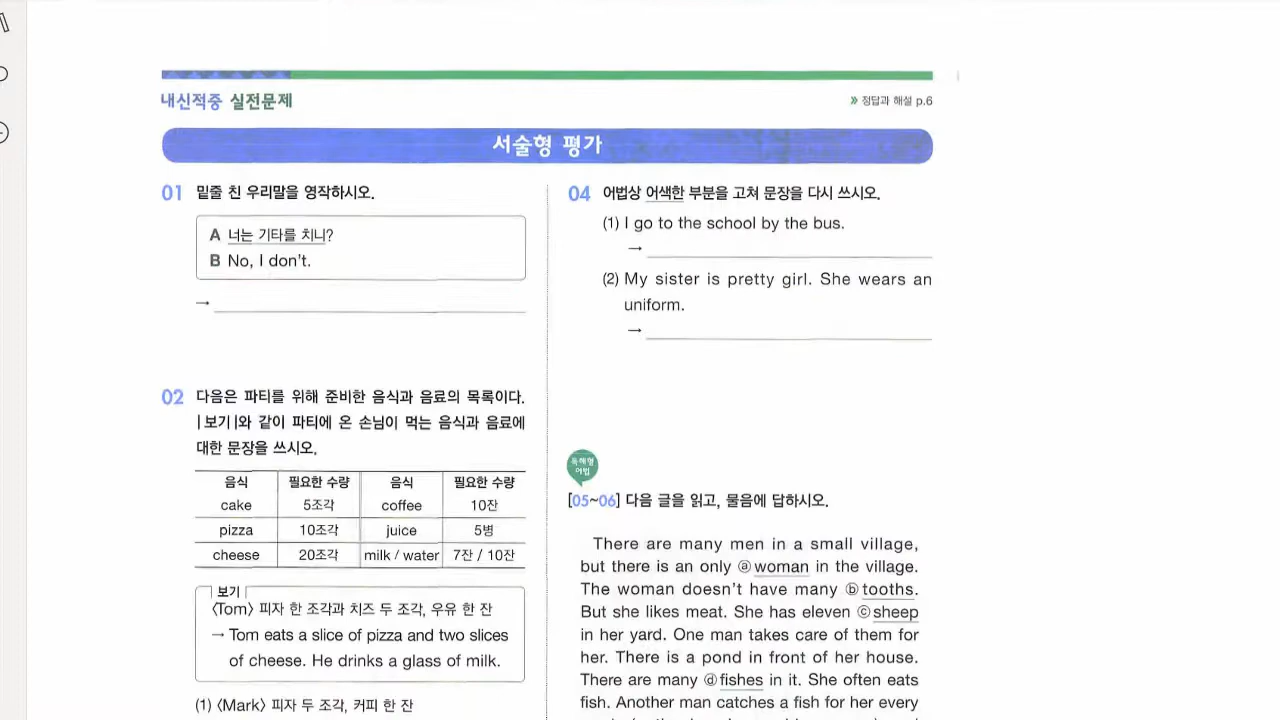 내신적중 실전문제
» 정답과 해설 p.6
서술형 평가
01 밑줄 친 우리말을 영작하시오.
A 너는 기타를 치니?
B No, I don't.
→
02 다음은 파티를 위해 준비한 음식과 음료의 목록이다.
|보기|와 같이 파티에 온 손님이 먹는 음식과 음료에
대한 문장을 쓰시오.
음식 필요한 수량 음식 필요한 수량
cake 5조각 coffee 10잔
pizza 10조각 juice 5병
cheese 20조각 milk / water 7잔 / 10잔
보기
〈Tom〉 피자 한 조각과 치즈 두 조각, 우유 한 잔
→ Tom eats a slice of pizza and two slices
of cheese. He drinks a glass of milk.
(1) 〈Mark〉 피자 두 조각, 커피 한 잔
04 어법상 어색한 부분을 고쳐 문장을 다시 쓰시오.
(1) I go to the school by the bus.
→
(2) My sister is pretty girl. She wears an
uniform.
→
독해형
어법
[05~06] 다음 글을 읽고, 물음에 답하시오.
There are many men in a small village,
but there is an only ⓐ woman in the village.
The woman doesn't have many ⓑ tooths.
But she likes meat. She has eleven ⓒ sheep
in her yard. One man takes care of them for
her. There is a pond in front of her house.
There are many ⓓ fishes in it. She often eats
fish. Another man catches a fish for her every